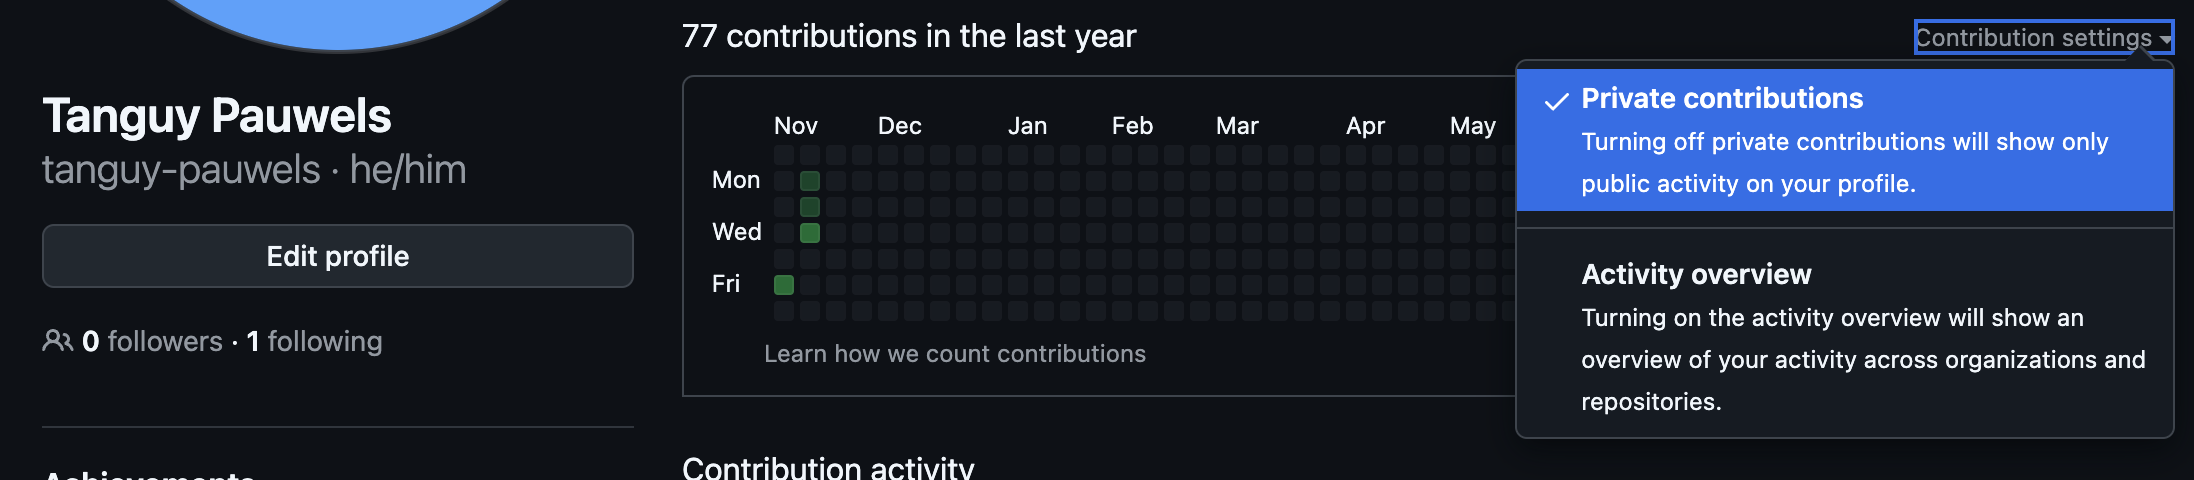 77 contributions in the last year
Contribution settings
Tanguy Pauwels
tanguy-pauwels · he/him
Edit profile
0 followers · 1 following
Achievements
Nov Dec Jan Feb Mar Apr May
Mon
Wed
Fri
Learn how we count contributions
Private contributions
Turning off private contributions will show only
public activity on your profile.
Activity overview
Turning on the activity overview will show an
overview of your activity across organizations and
repositories.
Contribution activity